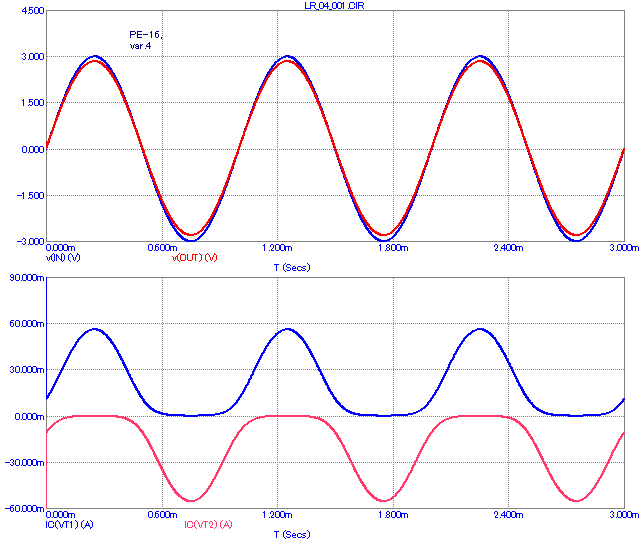 LR_04_001.CIR
4.500
PE-16,
var.4
3.000
1.500
0.000
-1.500
-3.000
0.000m 0.600m 1.200m 1.800m 2.400m 3.000m
v(IN) (V) v(OUT) (V)
T (Secs)
90.000m
60.000m
30.000m
0.000m
-30.000m
-60.000m
0.000m 0.600m 1.200m 1.800m 2.400m 3.000m
IC(VT1) (A) IC(VT2) (A)
T (Secs)